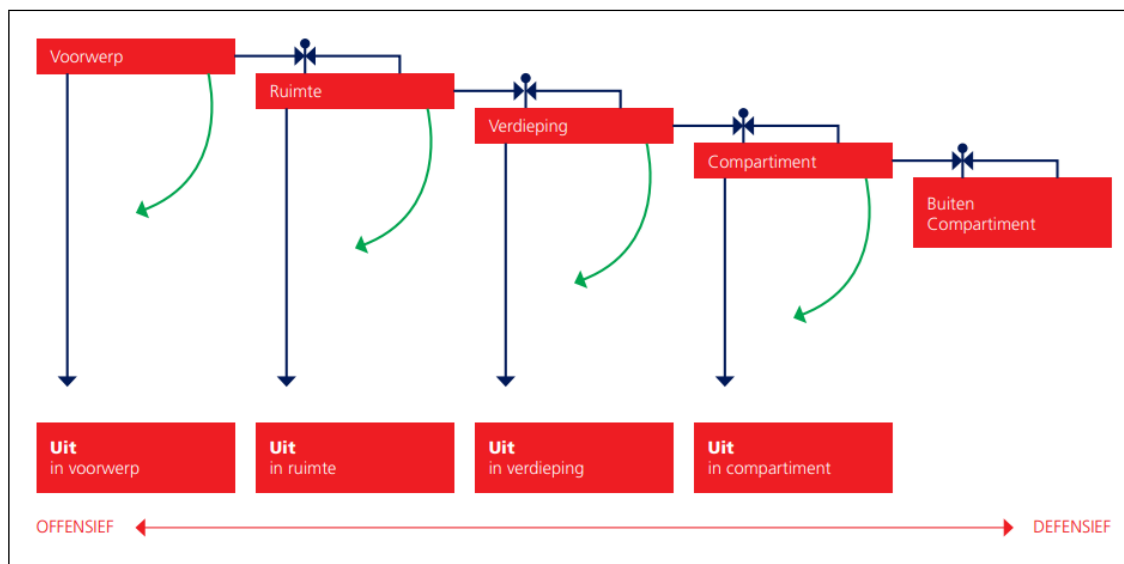 Voorwerp
Ruimte
Verdieping
Compartiment
Buiten
Compartiment
Uit
in voorwerp
Uit
in ruimte
Uit
in verdieping
Uit
in compartiment
OFFENSIEF
DEFENSIEF